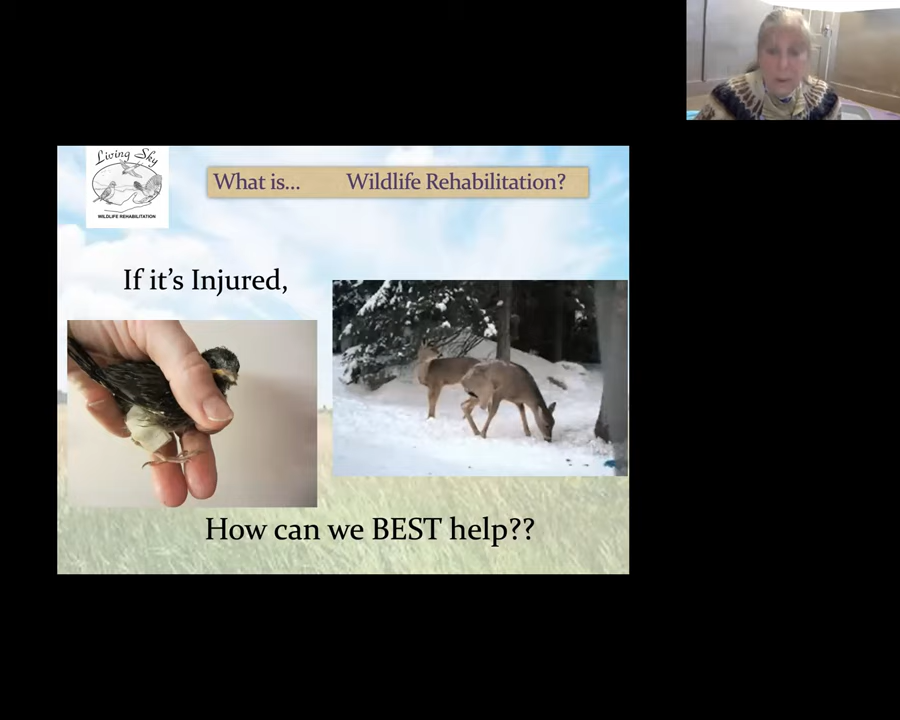 Living Sky
WILDLIFE REHABILITATION
What is... Wildlife Rehabilitation?
If it's Injured,
How can we BEST help??